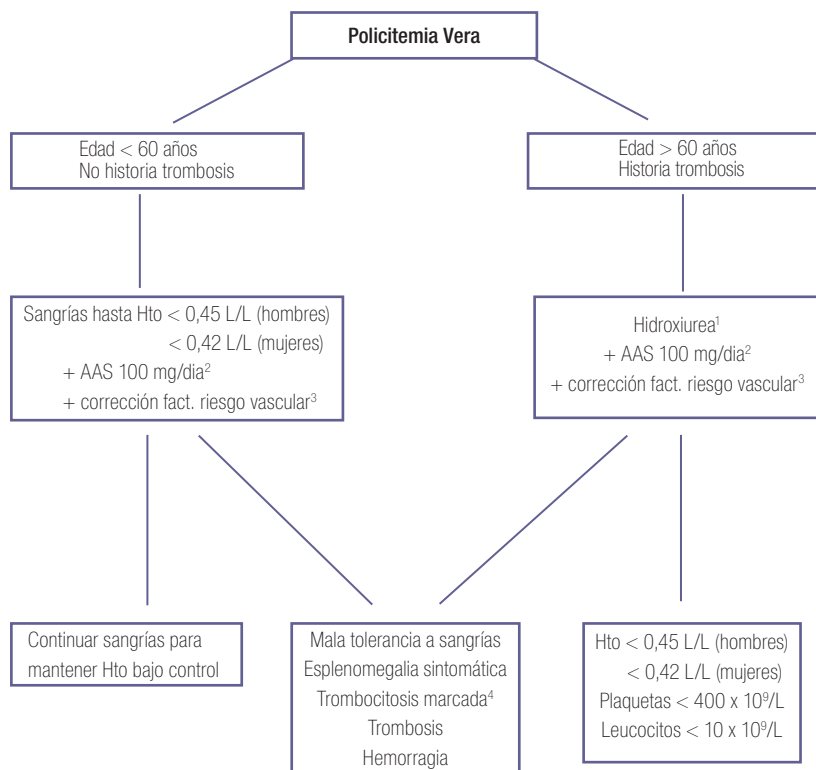 Policitemia Vera
Edad < 60 años
No historia trombosis
Edad > 60 años
Historia trombosis
Sangrías hasta Hto < 0,45 L/L (hombres)
< 0,42 L/L (mujeres)
+ AAS 100 mg/dia²
+ corrección fact. riesgo vascular³
Hidroxiurea¹
+ AAS 100 mg/dia²
+ corrección fact. riesgo vascular³
Continuar sangrías para
mantener Hto bajo control
Mala tolerancia a sangrías
Esplenomegalia sintomática
Trombocitosis marcada⁴
Trombosis
Hemorragia
Hto < 0,45 L/L (hombres)
< 0,42 L/L (mujeres)
Plaquetas < 400 x 10⁹/L
Leucocitos < 10 x 10⁹/L